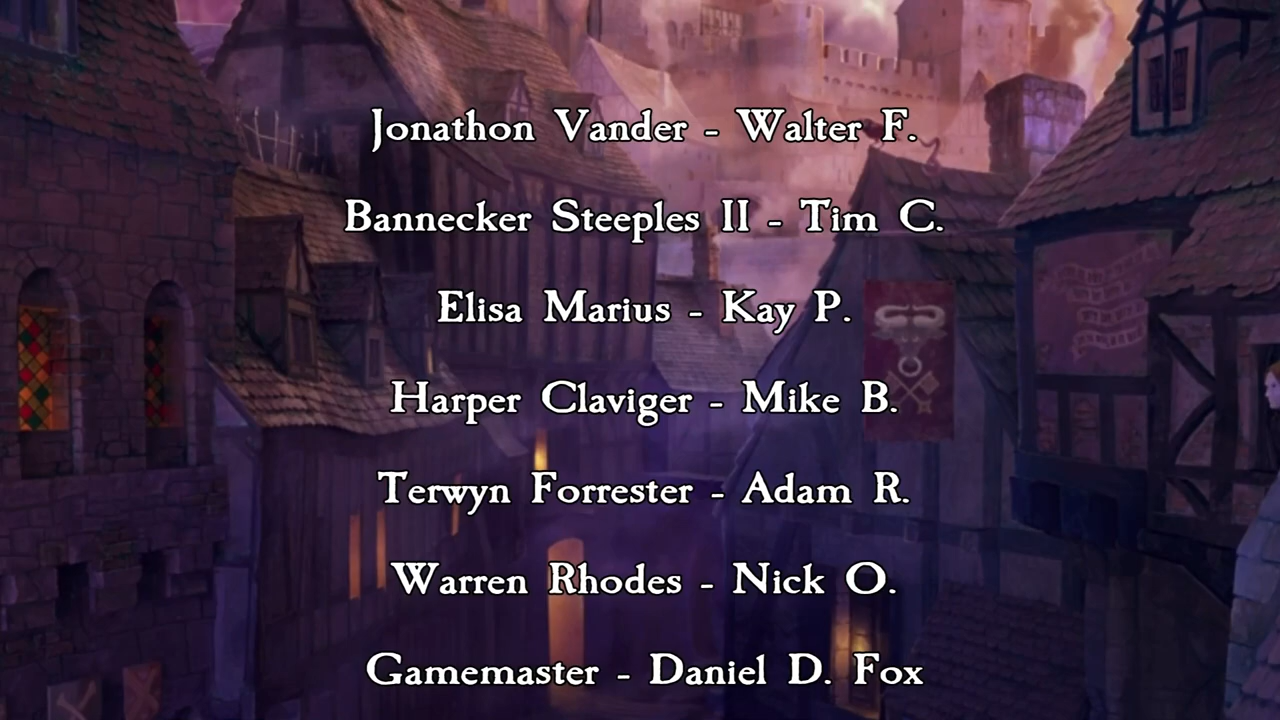 Jonathon Vander - Walter F.
Bannecker Steeples II - Tim C.
Elisa Marius - Kay P.
Harper Claviger - Mike B.
Terwyn Forrester - Adam R.
Warren Rhodes - Nick O.
Gamemaster - Daniel D. Fox